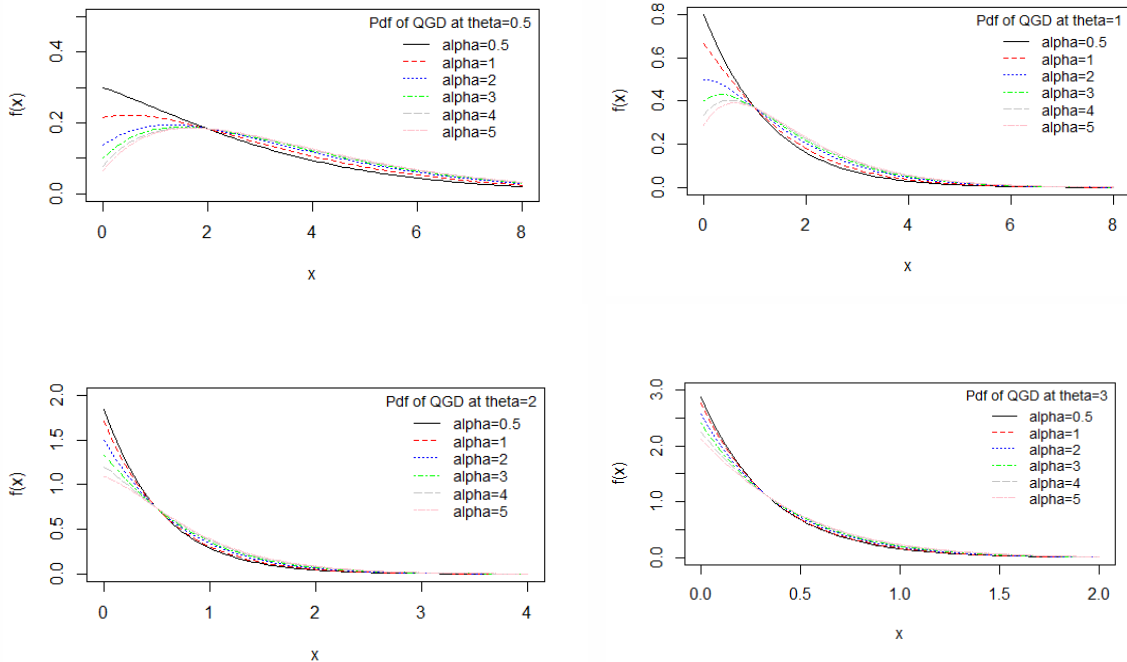 Pdf of QGD at theta=0.5
alpha=0.5
alpha=1
alpha=2
alpha=3
alpha=4
alpha=5
f(x)
0.0
0.2
0.4
0 2 4 6 8
x
Pdf of QGD at theta=1
alpha=0.5
alpha=1
alpha=2
alpha=3
alpha=4
alpha=5
f(x)
0.0
0.2
0.4
0.6
0.8
0 2 4 6 8
x
Pdf of QGD at theta=2
alpha=0.5
alpha=1
alpha=2
alpha=3
alpha=4
alpha=5
f(x)
0.0
0.5
1.0
1.5
2.0
0 1 2 3 4
x
Pdf of QGD at theta=3
alpha=0.5
alpha=1
alpha=2
alpha=3
alpha=4
alpha=5
f(x)
0.0
1.0
2.0
3.0
0.0 0.5 1.0 1.5 2.0
x